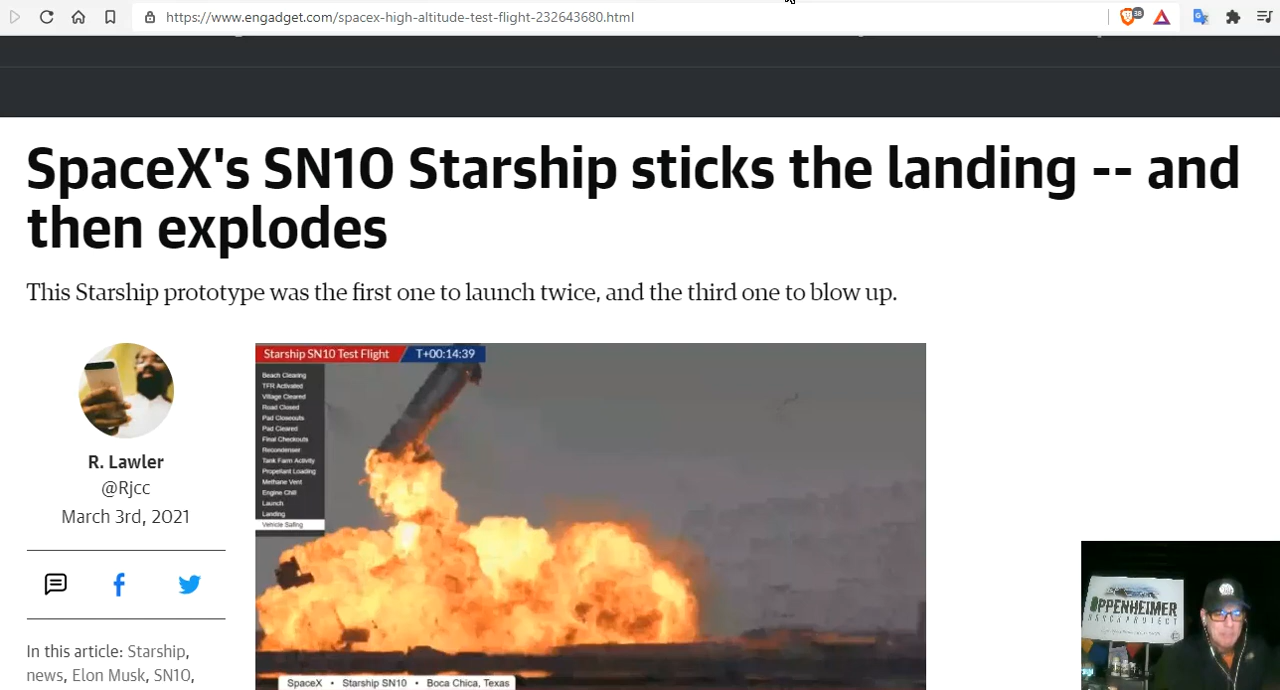 https://www.engadget.com/spacex-high-altitude-test-flight-232643680.html
38
SpaceX's SN10 Starship sticks the landing -- and
then explodes
This Starship prototype was the first one to launch twice, and the third one to blow up.
R. Lawler
@Rjcc
March 3rd, 2021
In this article: Starship,
news, Elon Musk, SN10,
Starship SN10 Test Flight
T+00:14:39
Beach Clearing
TFR Activated
Village Cleared
Road Closed
Pad Closeouts
Pad Cleared
Final Checkouts
Recondenser
Tank Farm Activity
Propellant Loading
Methane Vent
Engine Chill
Launch
Landing
Vehicle Safing
SpaceX • Starship SN10 • Boca Chica, Texas
OPPENHEIMER
RANCH PROJECT